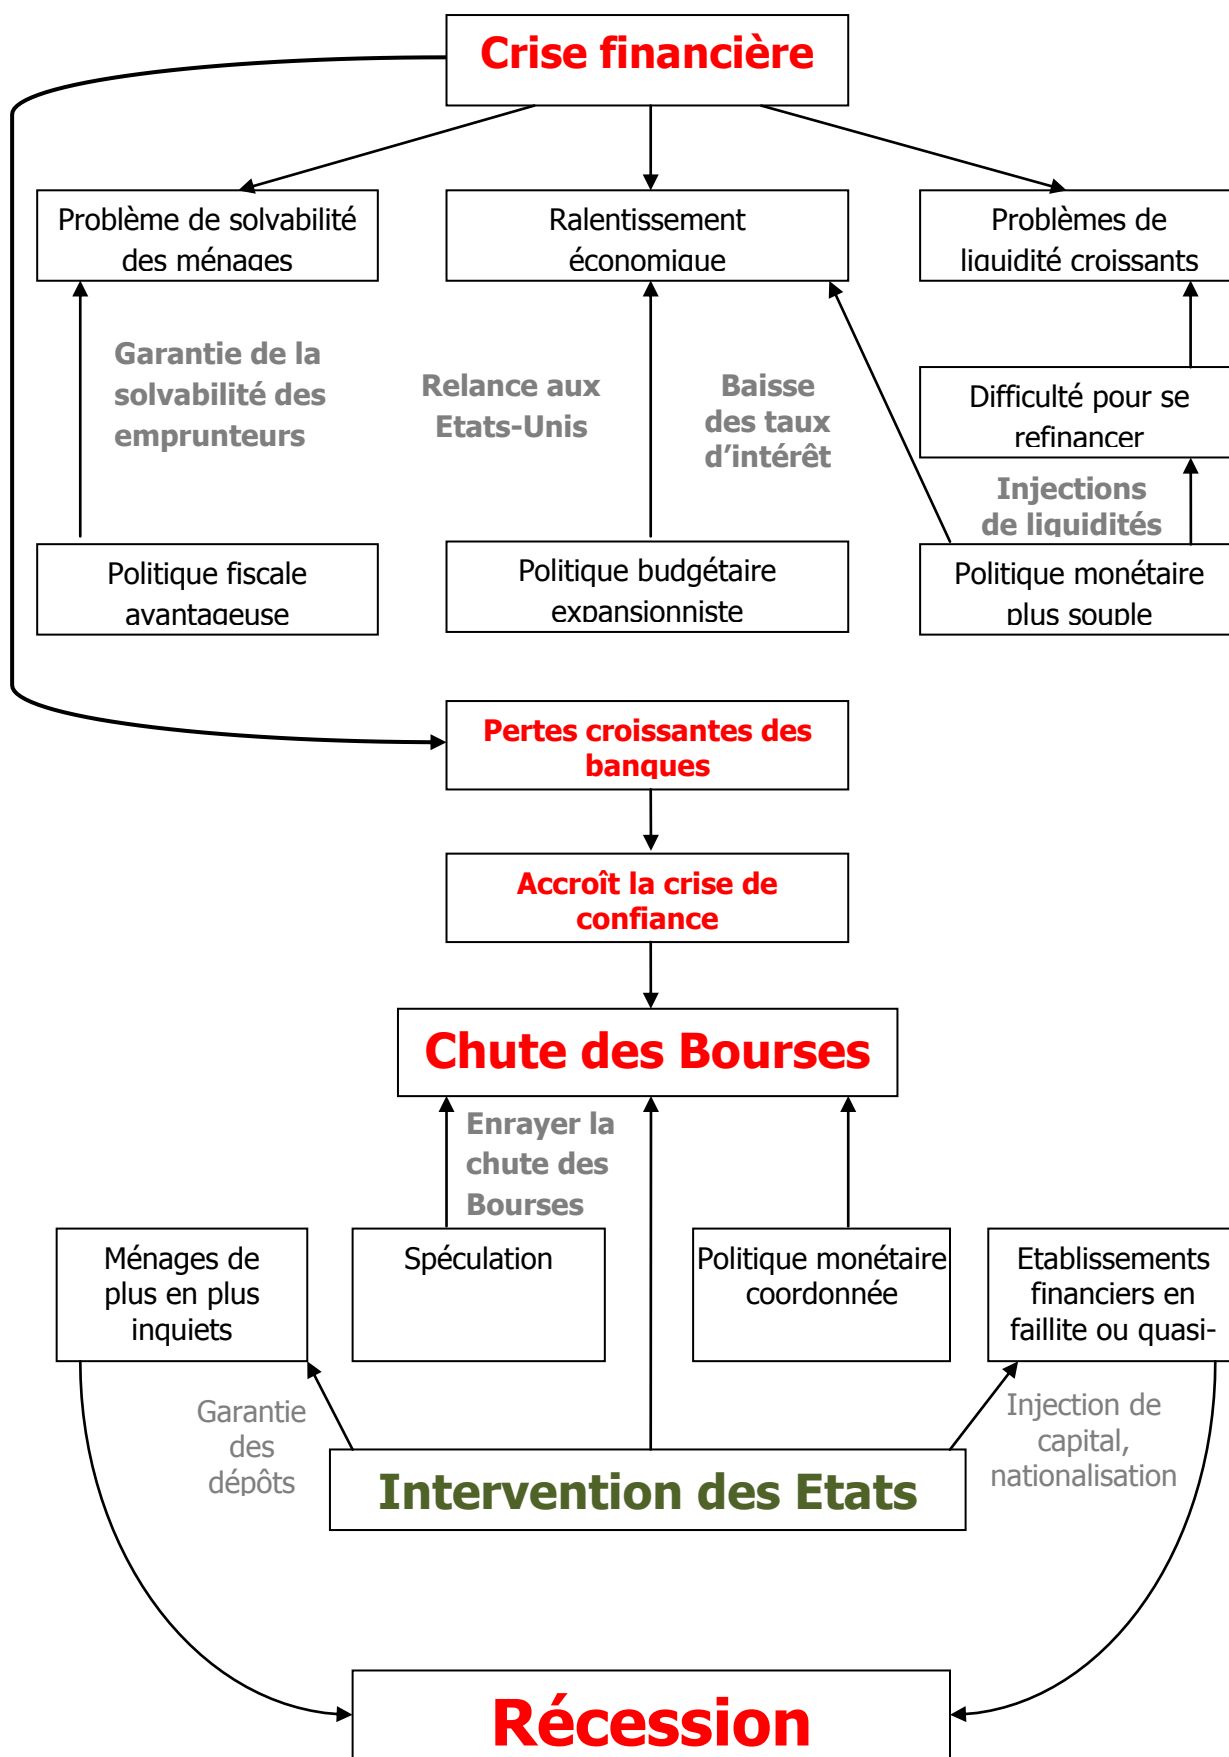 Crise financière
Problème de solvabilité
des ménages
Ralentissement
économique
Problèmes de
liquidité croissants
Garantie de la
solvabilité des
emprunteurs
Relance aux
Etats-Unis
Baisse
des taux
d’intérêt
Difficulté pour se
refinancer
Injections
de liquidités
Politique fiscale
avantageuse
Politique budgétaire
expansionniste
Politique monétaire
plus souple
Pertes croissantes des
banques
Accroît la crise de
confiance
Chute des Bourses
Enrayer la
chute des
Bourses
Ménages de
plus en plus
inquiets
Spéculation
Politique monétaire
coordonnée
Etablissements
financiers en
faillite ou quasi-
Garantie
des
dépôts
Injection de
capital,
nationalisation
Intervention des Etats
Récession